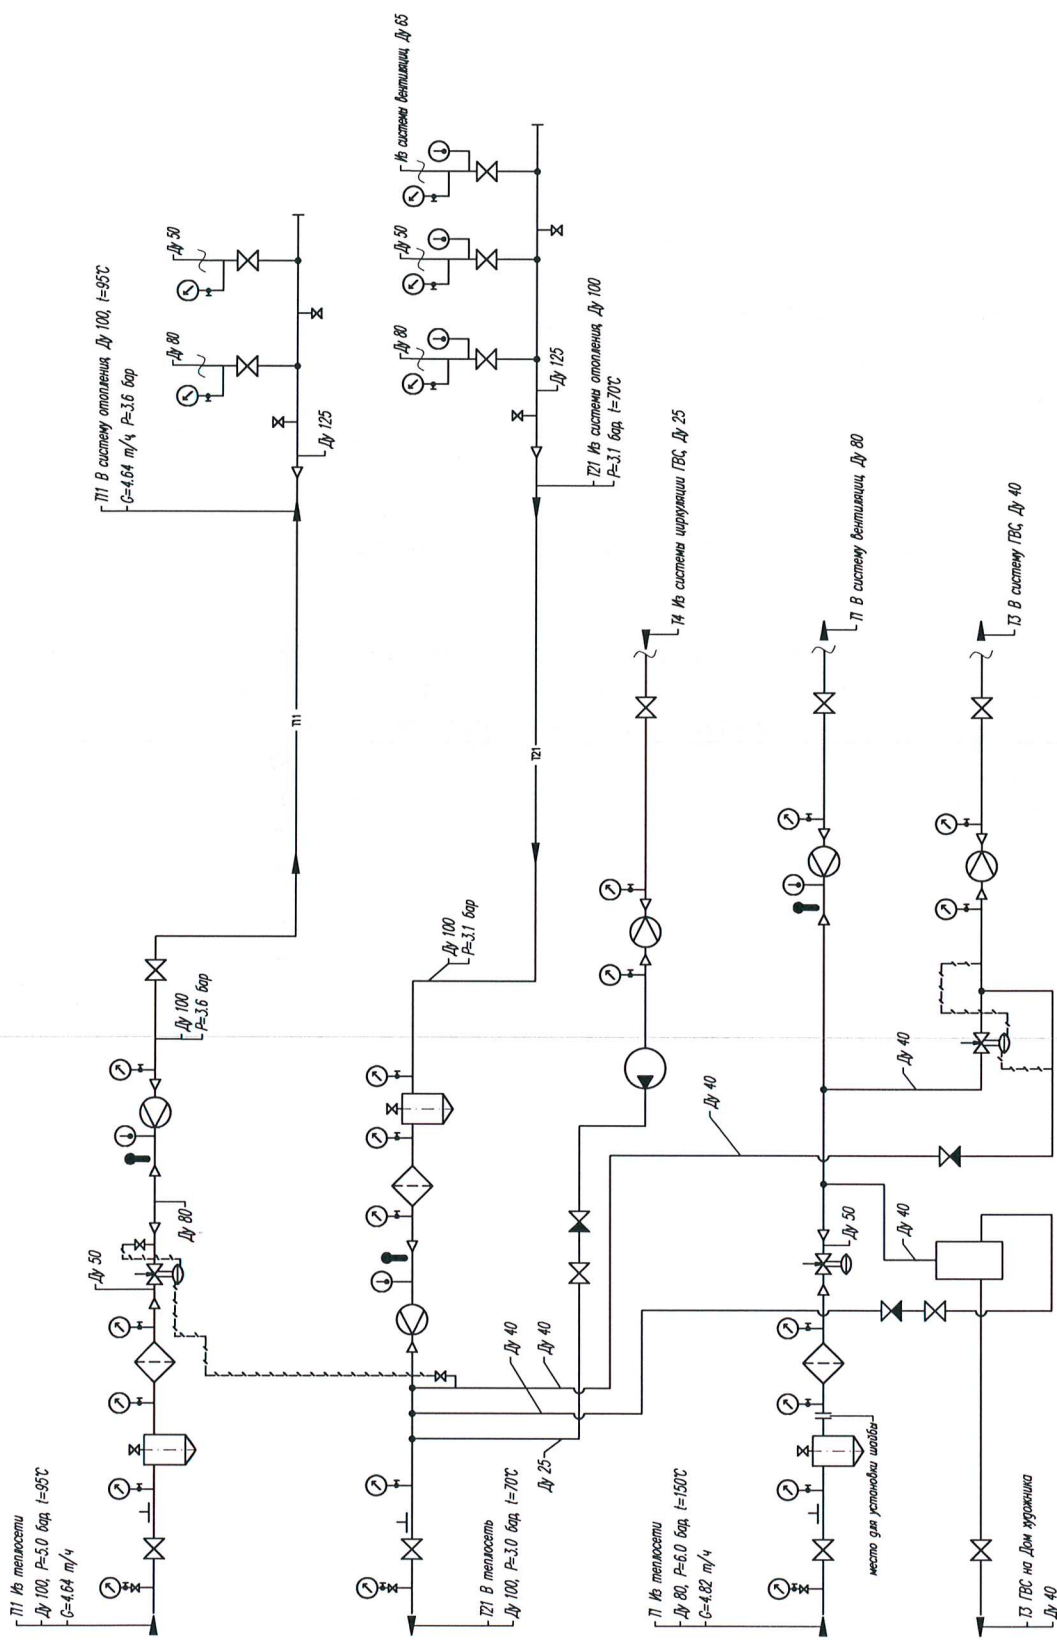 Т11 Из теплосети
Ду 100, Р=5.0 бар, t=95℃
G=4.64 т/ч
Ду 50
Ду 80
Ду 100
Р=3.6 бар
Т11
Т11 В систему отопления, Ду 100, t=95℃
G=4.64 т/ч, Р=3.6 бар
Ду 125
Ду 80
Ду 50
Т21 В теплосеть
Ду 100, Р=3.0 бар, t=70℃
Ду 25
Ду 40
Ду 40
Ду 100
Р=3.1 бар
Т21
Т21 Из системы отопления, Ду 100
Р=3.1 бар, t=70℃
Ду 125
Ду 80
Ду 50
Из системы вентиляции, Ду 65
Ду 40
Т4 Из системы циркуляции ГВС, Ду 25
Т1 Из теплосети
Ду 80, Р=6.0 бар, t=150℃
G=4.82 т/ч
место для установки шайбы
Ду 50
Ду 40
Ду 40
Т1 В систему вентиляции, Ду 80
Т3 В систему ГВС, Ду 40
Т3 ГВС на Дом художника
Ду 40